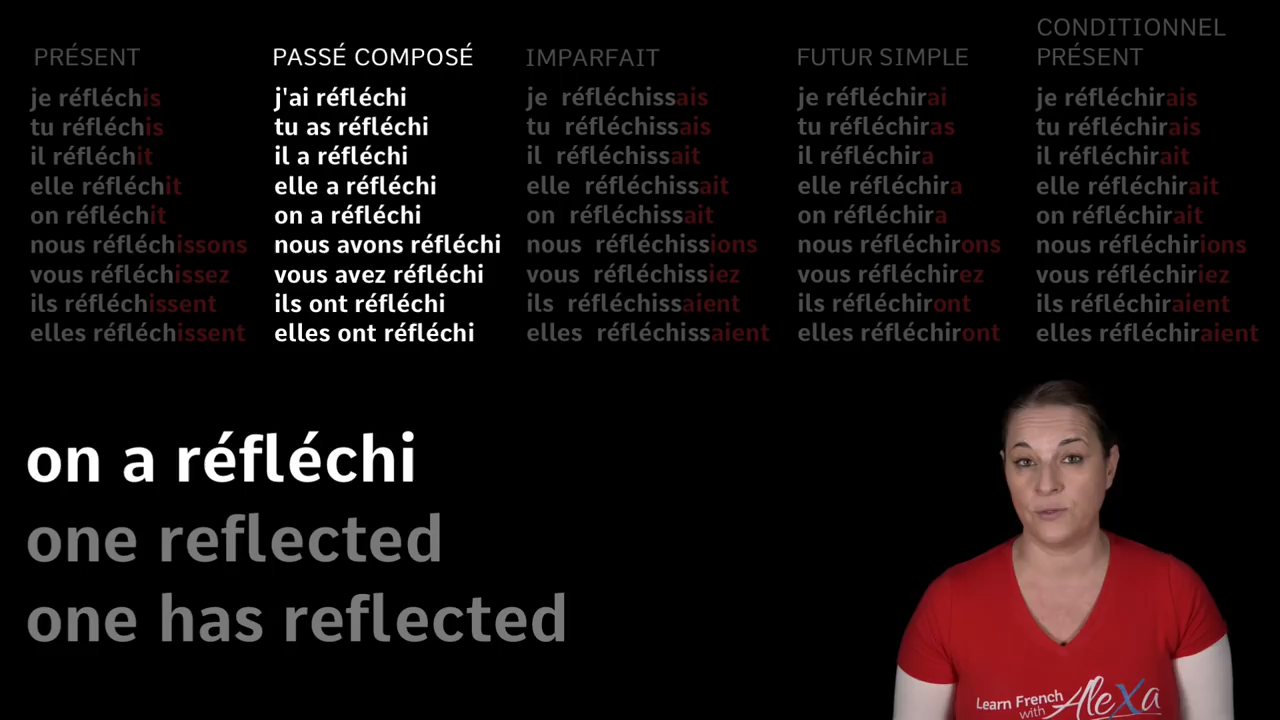 PRÉSENT
je réfléchis
tu réfléchis
il réfléchit
elle réfléchit
on réfléchit
nous réfléchissons
vous réfléchissez
ils réfléchissent
elles réfléchissent
PASSÉ COMPOSÉ
j'ai réfléchi
tu as réfléchi
il a réfléchi
elle a réfléchi
on a réfléchi
nous avons réfléchi
vous avez réfléchi
ils ont réfléchi
elles ont réfléchi
IMPARFAIT
je réfléchissais
tu réfléchissais
il réfléchissait
elle réfléchissait
on réfléchissait
nous réfléchissions
vous réfléchissiez
ils réfléchissaient
elles réfléchissaient
FUTUR SIMPLE
je réfléchirai
tu réfléchiras
il réfléchira
elle réfléchira
on réfléchira
nous réfléchirons
vous réfléchirez
ils réfléchiront
elles réfléchiront
CONDITIONNEL
PRÉSENT
je réfléchirais
tu réfléchirais
il réfléchirait
elle réfléchirait
on réfléchirait
nous réfléchirions
vous réfléchiriez
ils réfléchiraient
elles réfléchiraient
on a réfléchi
one reflected
one has reflected
Learn French
with Alexa